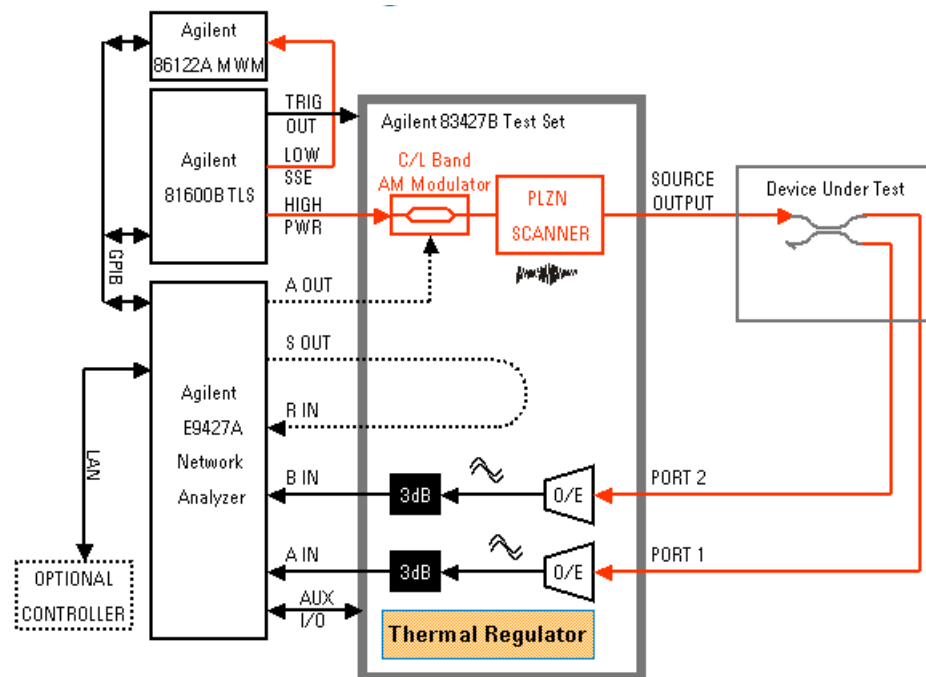 Agilent
86122A MWM
Agilent
81600B TLS
TRIG
OUT
LOW
SSE
HIGH
PWR
GPIB
Agilent 83427B Test Set
C/L Band
AM Modulator
PLZN
SCANNER
SOURCE
OUTPUT
Device Under Test
A OUT
S OUT
R IN
B IN
A IN
AUX
I/O
Agilent
E9427A
Network
Analyzer
LAN
OPTIONAL
CONTROLLER
3dB
O/E
PORT 2
3dB
O/E
PORT 1
Thermal Regulator